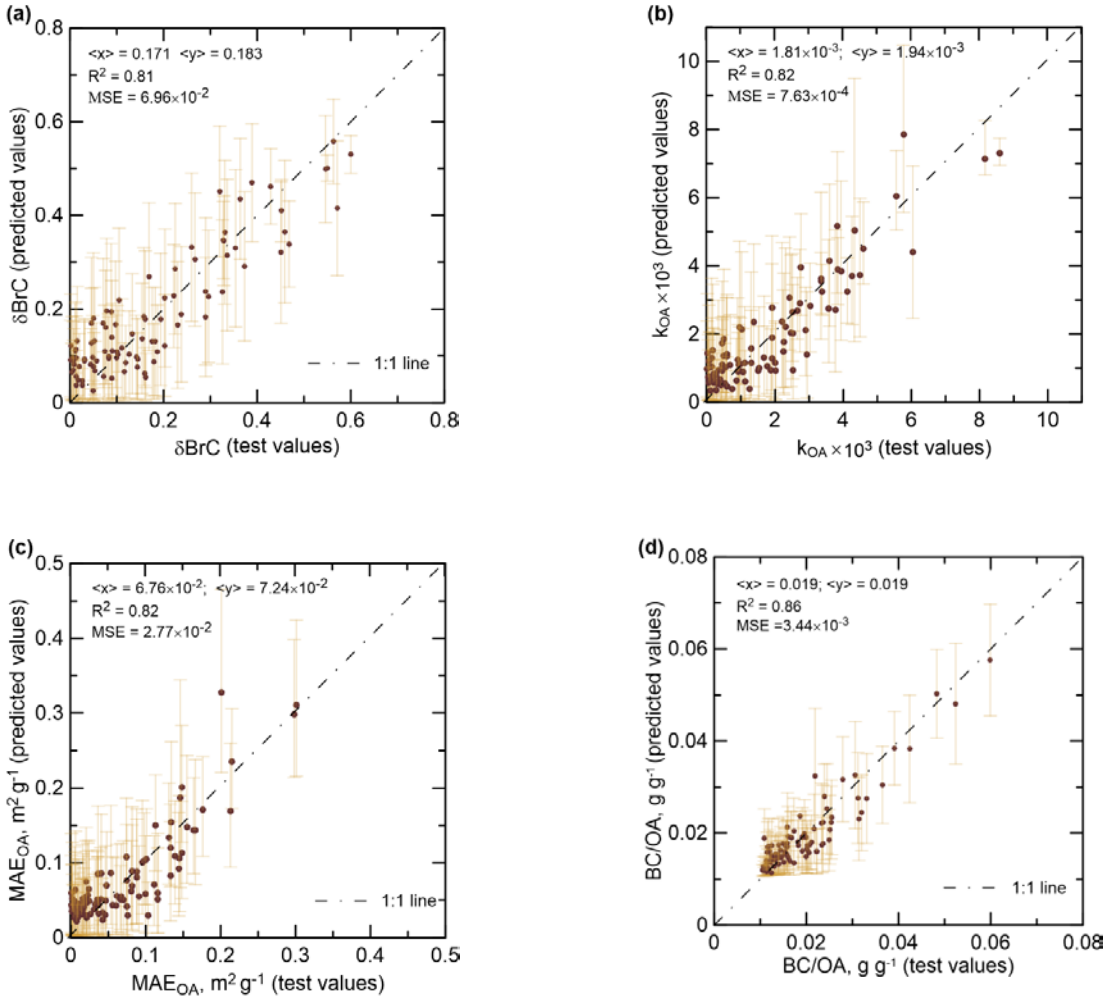 (a)
0.8
<x> = 0.171 <y> = 0.183
R² = 0.81
MSE = 6.96×10⁻²
0.6
0.4
0.2
0
δBrC (predicted values)
1:1 line
0 0.2 0.4 0.6 0.8
δBrC (test values)
(b)
<x> = 1.81×10⁻³; <y> = 1.94×10⁻³
R² = 0.82
MSE = 7.63×10⁻⁴
10
8
6
4
2
0
k_OA × 10³ (predicted values)
0 2 4 6 8 10
k_OA × 10³ (test values)
(c)
0.5
<x> = 6.76×10⁻²; <y> = 7.24×10⁻²
R² = 0.82
MSE = 2.77×10⁻²
0.4
0.3
0.2
0.1
0
MAE_OA, m² g⁻¹ (predicted values)
1:1 line
0 0.1 0.2 0.3 0.4 0.5
MAE_OA, m² g⁻¹ (test values)
(d)
0.08
<x> = 0.019; <y> = 0.019
R² = 0.86
MSE =3.44×10⁻³
0.06
0.04
0.02
0
BC/OA, g g⁻¹ (predicted values)
1:1 line
0 0.02 0.04 0.06 0.08
BC/OA, g g⁻¹ (test values)